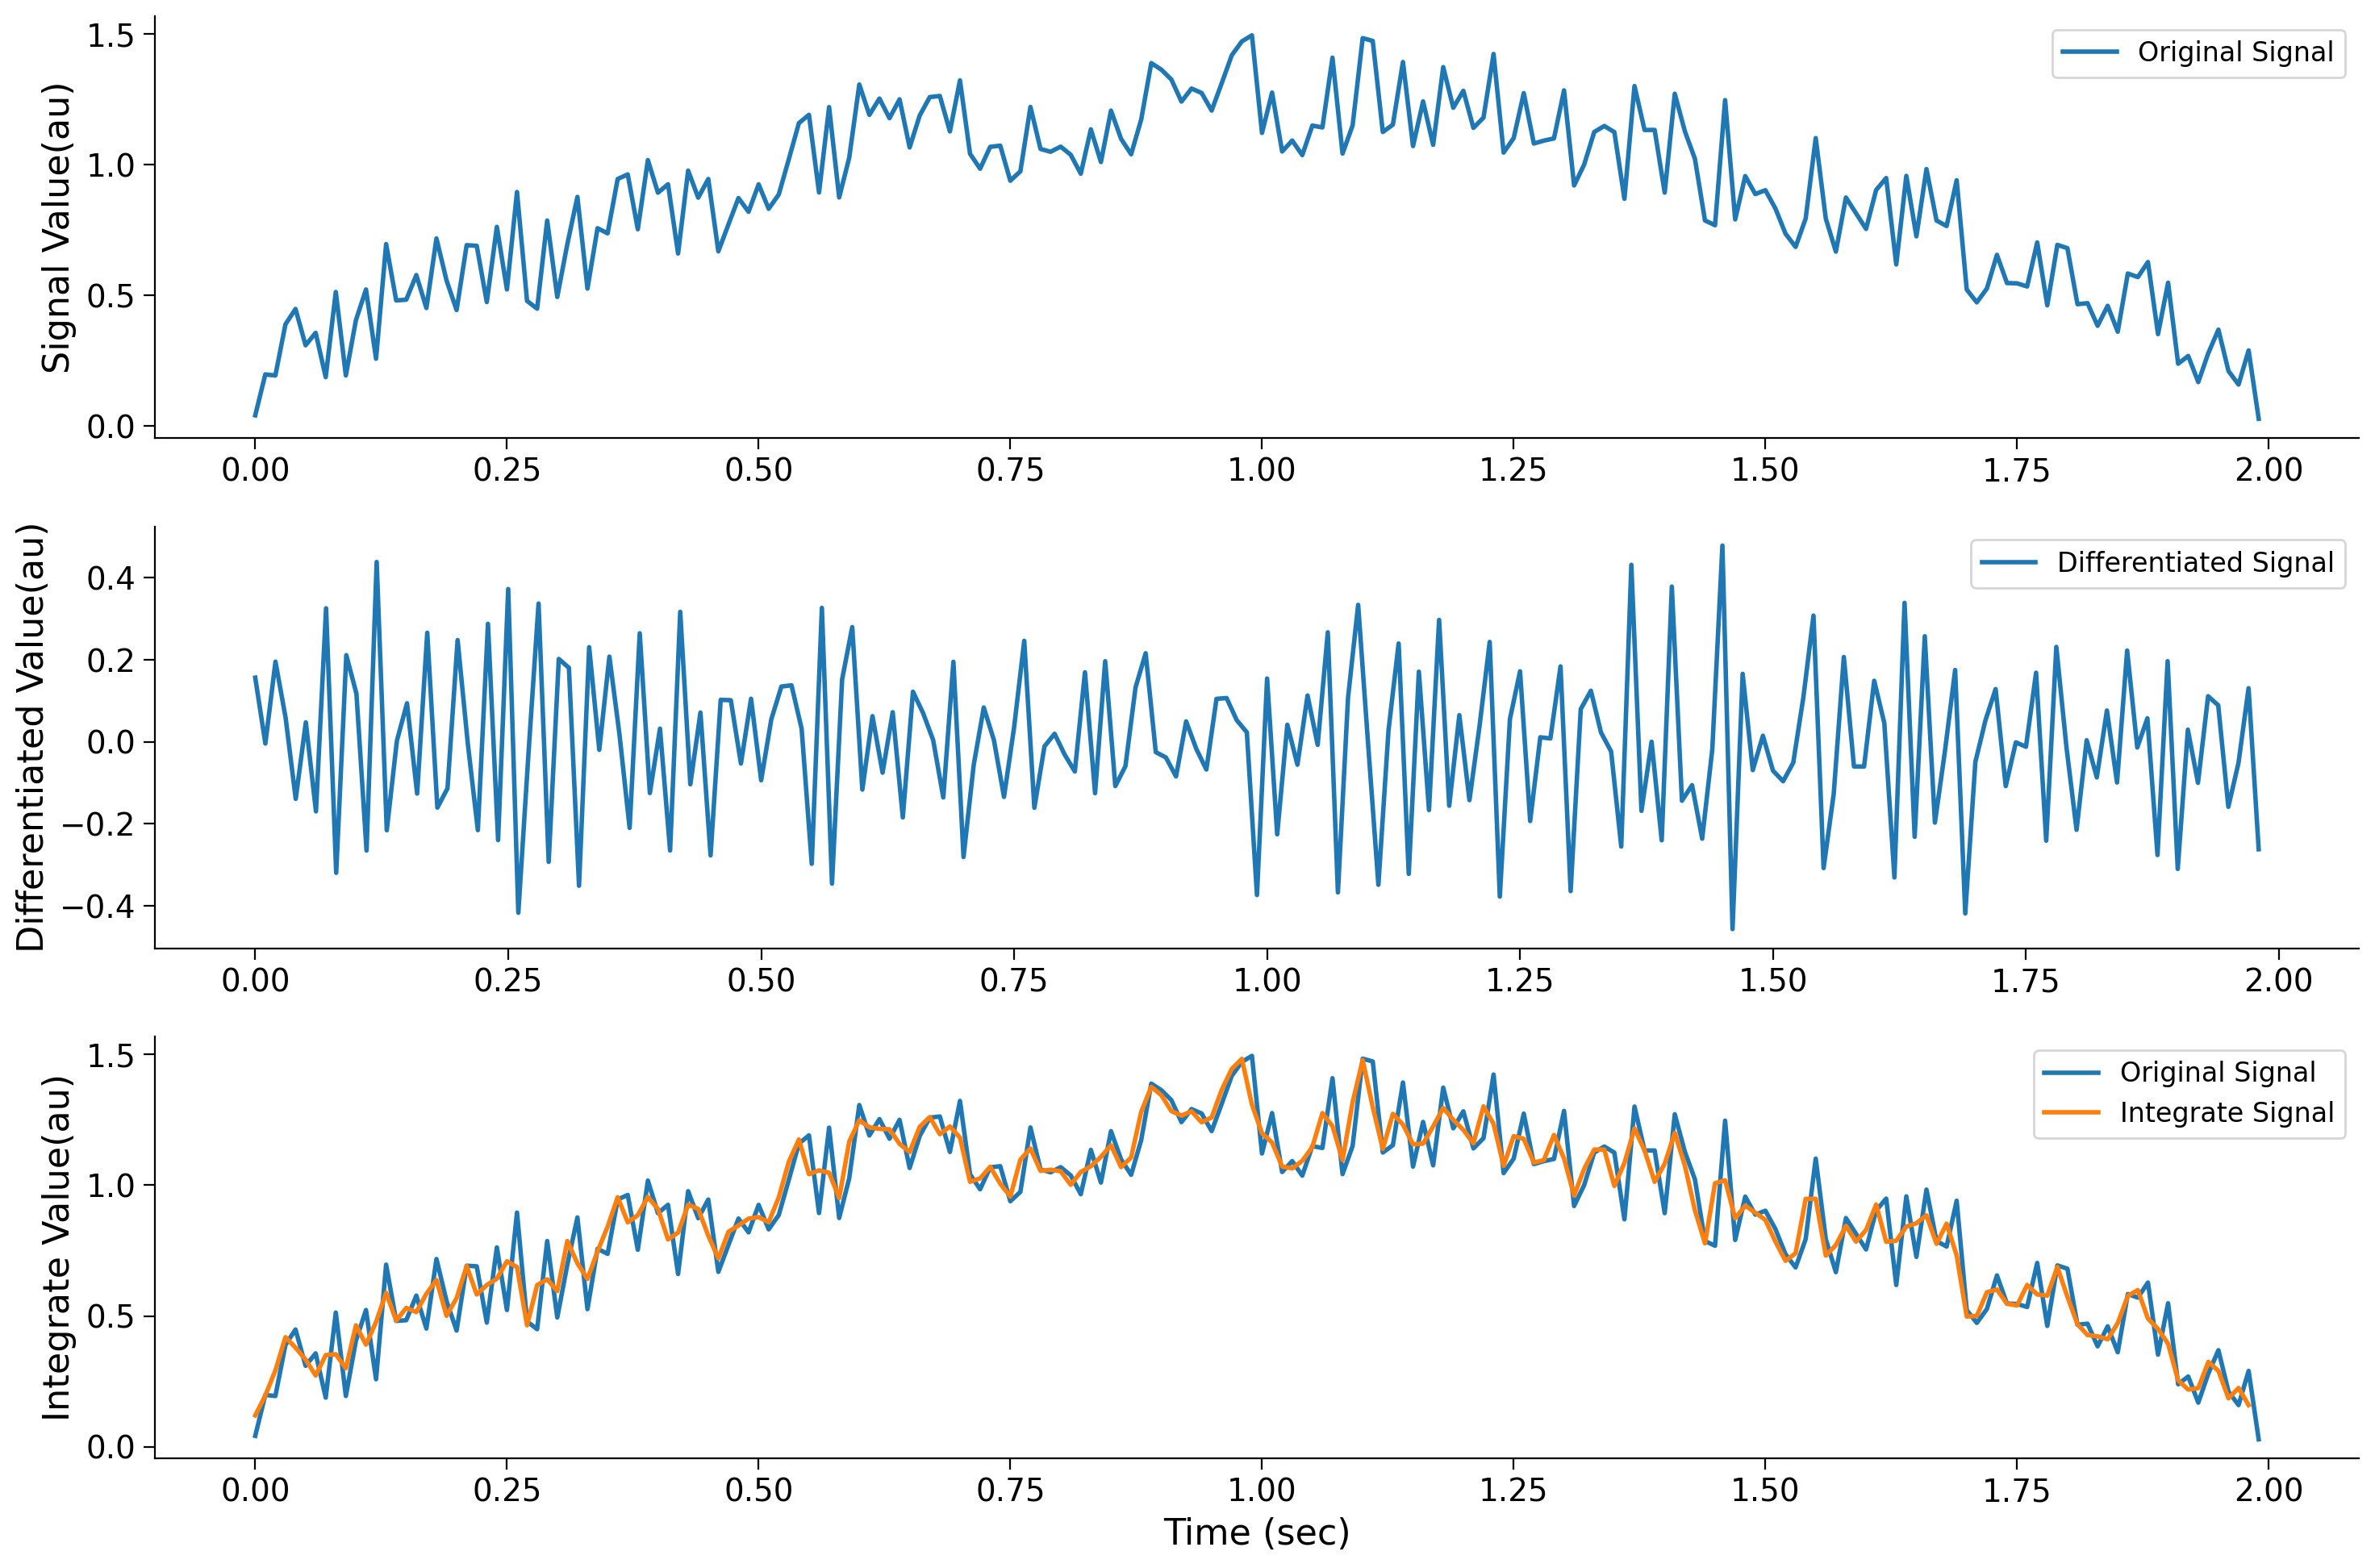 Signal Value(au)
1.5
1.0
0.5
0.0
Original Signal
0.00 0.25 0.50 0.75 1.00 1.25 1.50 1.75 2.00
Differentiated Value(au)
0.4
0.2
0.0
−0.2
−0.4
Differentiated Signal
0.00 0.25 0.50 0.75 1.00 1.25 1.50 1.75 2.00
Integrate Value(au)
1.5
1.0
0.5
0.0
Original Signal
Integrate Signal
0.00 0.25 0.50 0.75 1.00 1.25 1.50 1.75 2.00
Time (sec)